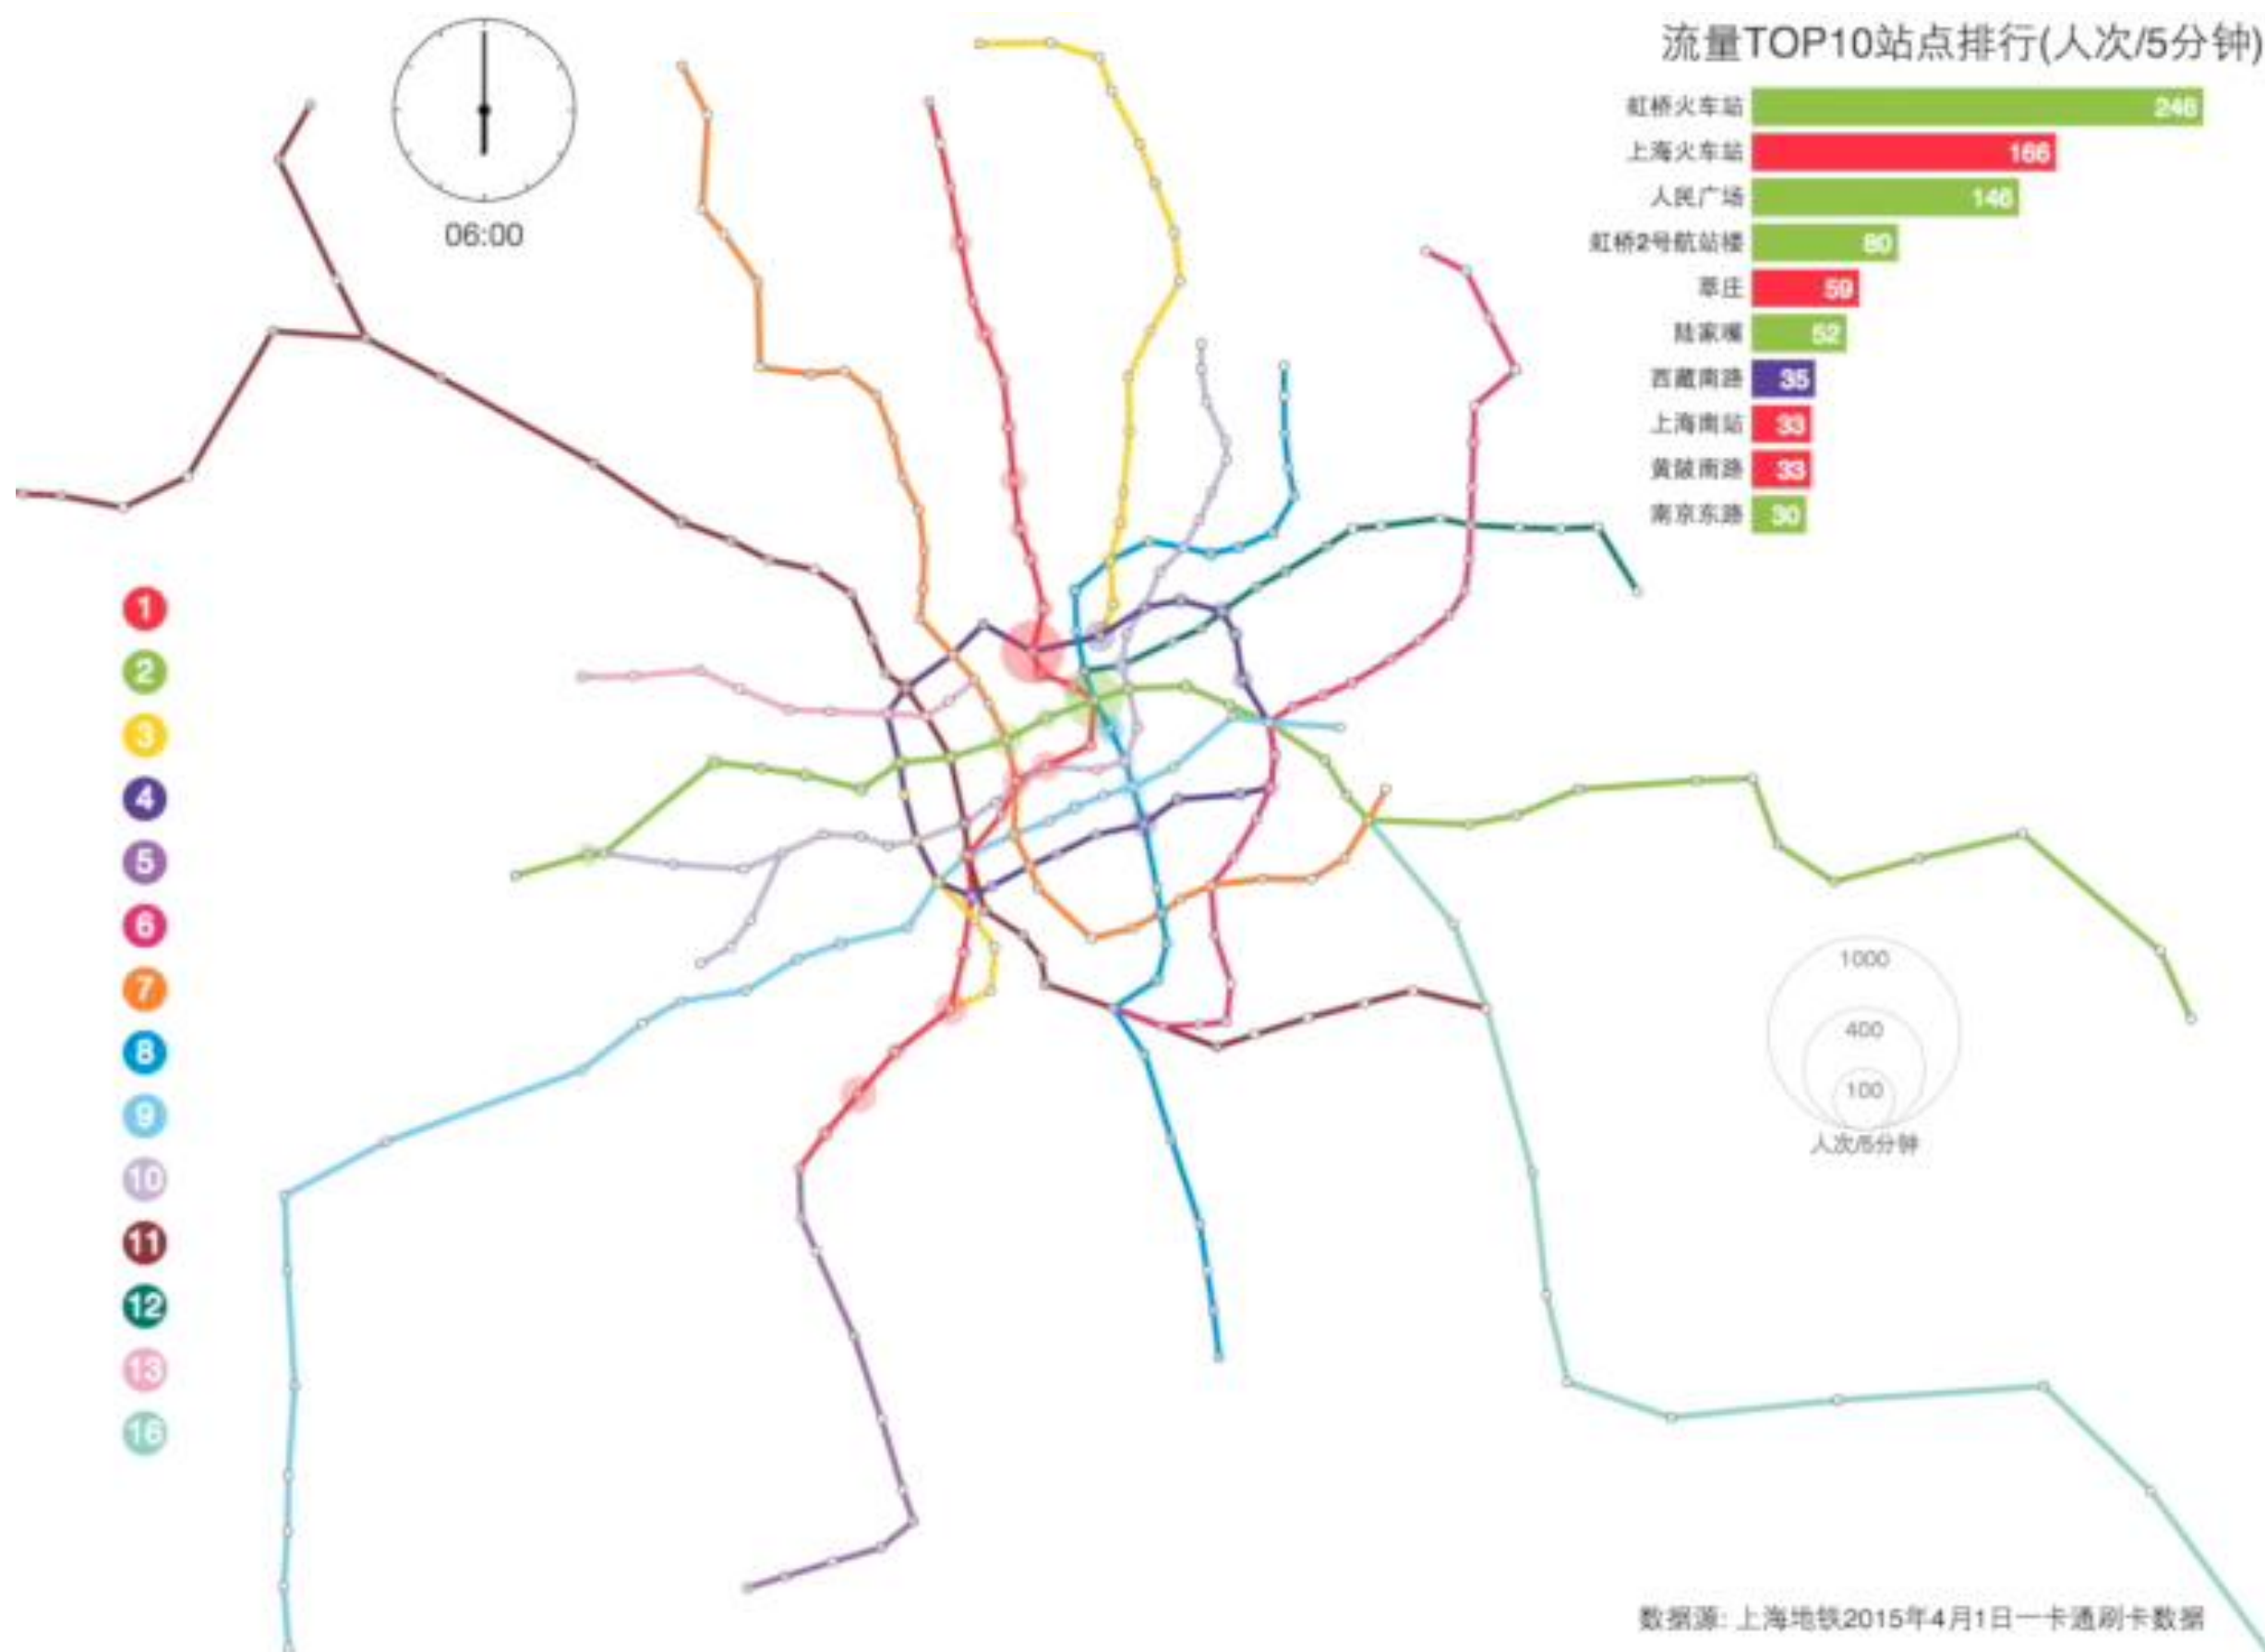 流量TOP10站点排行(人次/5分钟)
虹桥火车站 246
上海火车站 166
人民广场 146
虹桥2号航站楼 80
莘庄 59
陆家嘴 52
西藏南路 35
上海南站 33
黄陂南路 33
南京东路 30
06:00
1
2
3
4
5
6
7
8
9
10
11
12
13
16
1000
400
100
人次/5分钟
数据源: 上海地铁2015年4月1日一卡通刷卡数据